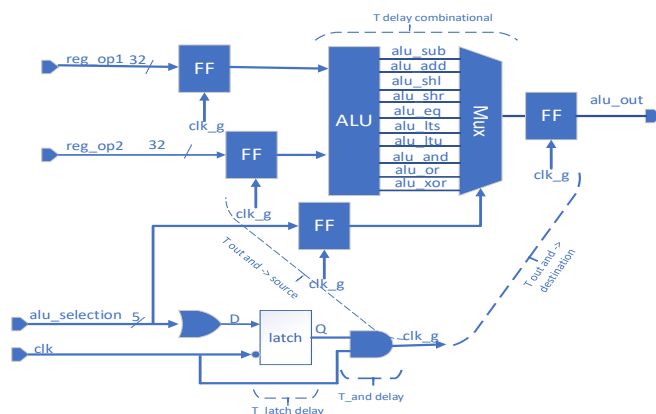 T delay combinational
reg_op1 32
FF
clk_g
ALU
alu_sub
alu_add
alu_shl
alu_shr
alu_eq
alu_lts
alu_ltu
alu_and
alu_or
alu_xor
Mux
FF
clk_g
alu_out
reg_op2 32
FF
clk_g
FF
clk_g
T out and -> source
T out and -> destination
alu_selection 5
D
latch
Q
clk_g
clk
T_latch delay
T_and delay